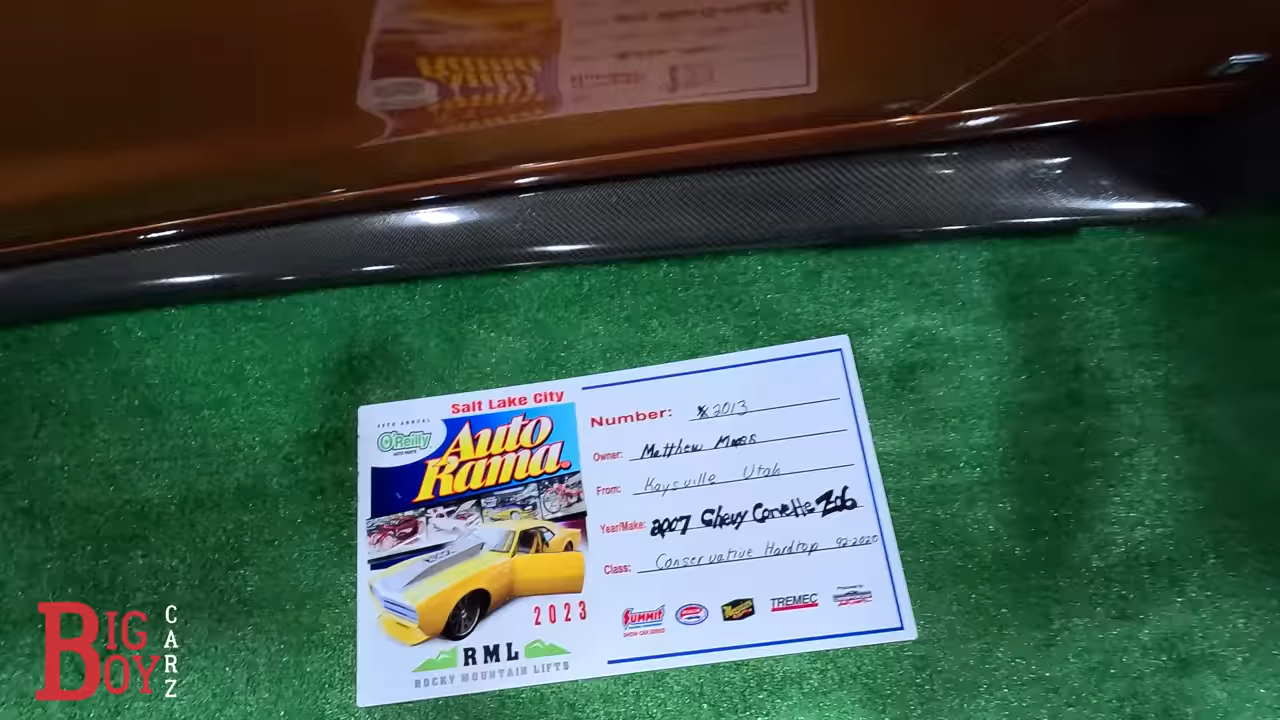 Salt Lake City
O'Reilly
AUTO PARTS
Auto
Rama
2023
RML
ROCKY MOUNTAIN LIFTS
Number: 2013
Owner: Matthew
From: Kaysville Utah
Year/Make: 2007 Chevy Corvette Z06
Class: Conservative Hardtop 92-2020
SUMMIT
TREMEC
BIG
BOY
CARZ